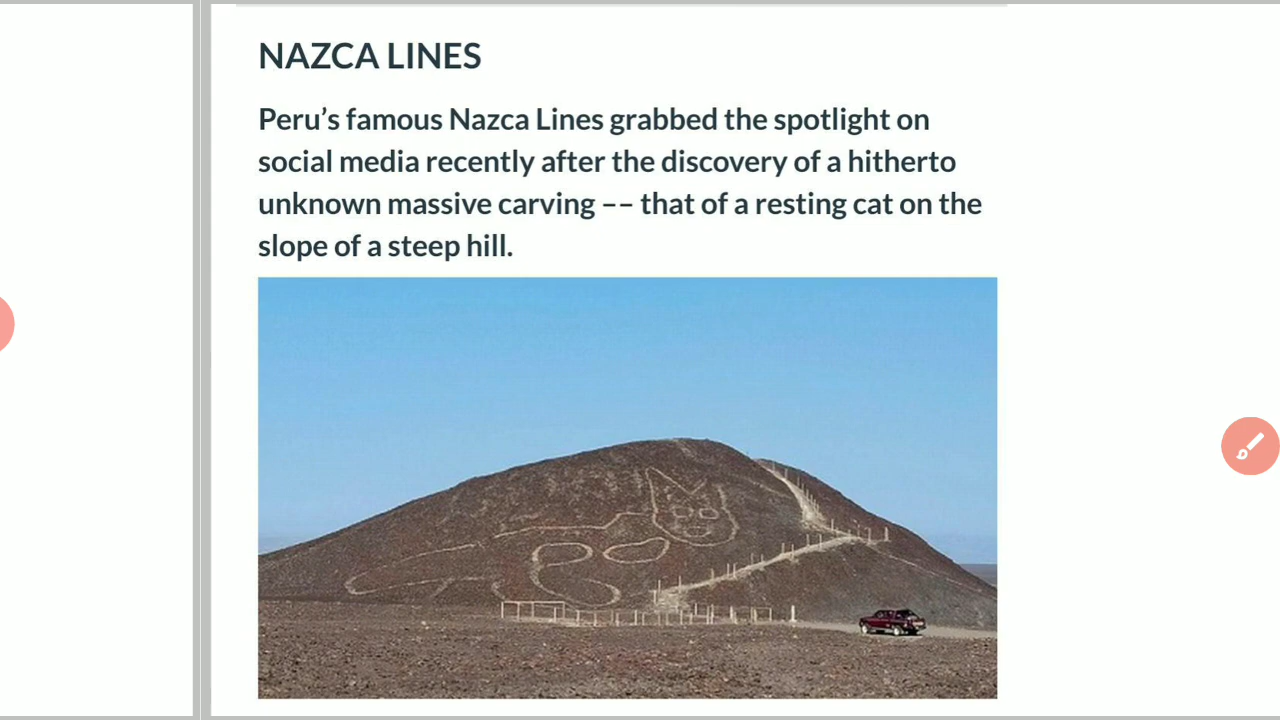 NAZCA LINES
Peru’s famous Nazca Lines grabbed the spotlight on
social media recently after the discovery of a hitherto
unknown massive carving –– that of a resting cat on the
slope of a steep hill.